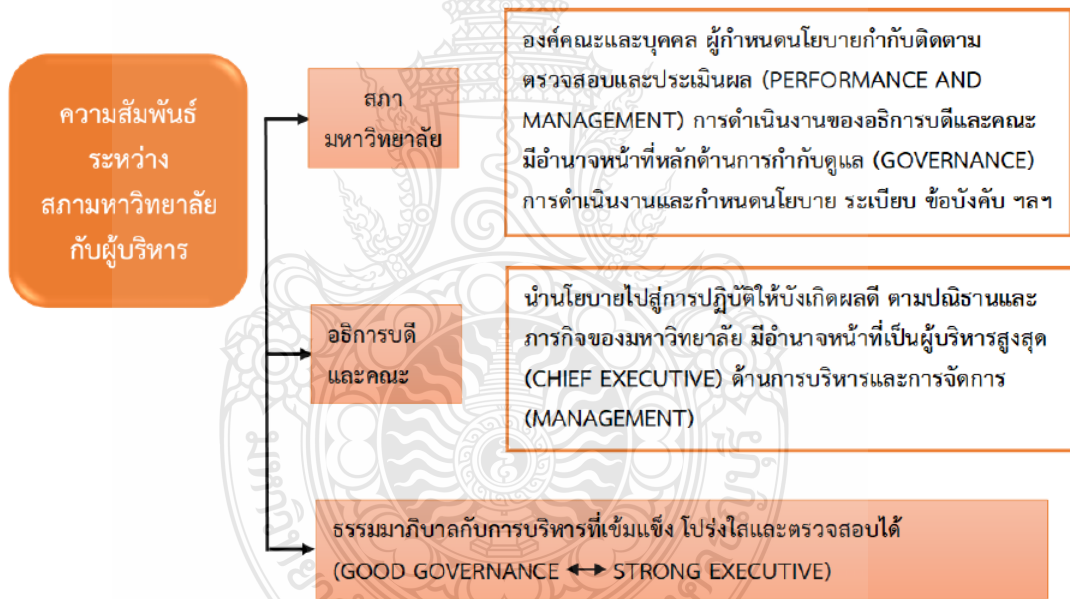 ความสัมพันธ์
ระหว่าง
สภามหาวิทยาลัย
กับผู้บริหาร
สภา
มหาวิทยาลัย
องค์คณะและบุคคล ผู้กำหนดนโยบายกำกับติดตาม
ตรวจสอบและประเมินผล (PERFORMANCE AND
MANAGEMENT) การดำเนินงานของอธิการบดีและคณะ
มีอำนาจหน้าที่หลักด้านการกำกับดูแล (GOVERNANCE)
การดำเนินงานและกำหนดนโยบาย ระเบียบ ข้อบังคับ ฯลฯ
อธิการบดี
และคณะ
นำนโยบายไปสู่การปฏิบัติให้บังเกิดผลดี ตามปณิธานและ
ภารกิจของมหาวิทยาลัย มีอำนาจหน้าที่เป็นผู้บริหารสูงสุด
(CHIEF EXECUTIVE) ด้านการบริหารและการจัดการ
(MANAGEMENT)
ธรรมมาภิบาลกับการบริหารที่เข้มแข็ง โปร่งใสและตรวจสอบได้
(GOOD GOVERNANCE ↔ STRONG EXECUTIVE)